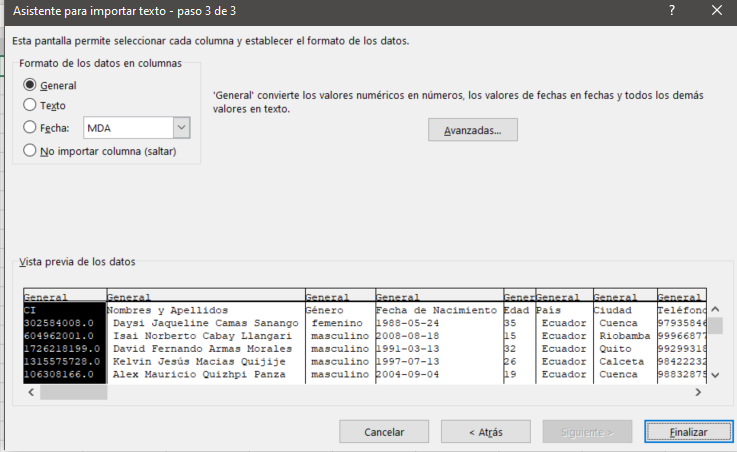 Asistente para importar texto - paso 3 de 3
Esta pantalla permite seleccionar cada columna y establecer el formato de los datos.
Formato de los datos en columnas
General
Texto
Fecha: MDA
No importar columna (saltar)
'General' convierte los valores numéricos en números, los valores de fechas en fechas y todos los demás
valores en texto.
Avanzadas...
Vista previa de los datos
General General General General Gener General General General
CI Nombres y Apellidos Género Fecha de Nacimiento Edad País Ciudad Teléfono
302584008.0 Daysi Jaqueline Camas Sanango femenino 1988-05-24 35 Ecuador Cuenca 97935846
604962001.0 Isai Norberto Cabay Llangari masculino 2008-08-18 15 Ecuador Riobamba 99966877
1726218199.0 David Fernando Armas Morales masculino 1991-03-13 32 Ecuador Quito 99299318
1315575728.0 Kelvin Jesús Macias Quijije masculino 1997-07-13 26 Ecuador Calceta 98422232
106308166.0 Alex Mauricio Quizhpi Panza masculino 2004-09-04 19 Ecuador Cuenca 98832875
Cancelar < Atrás Siguiente > Finalizar